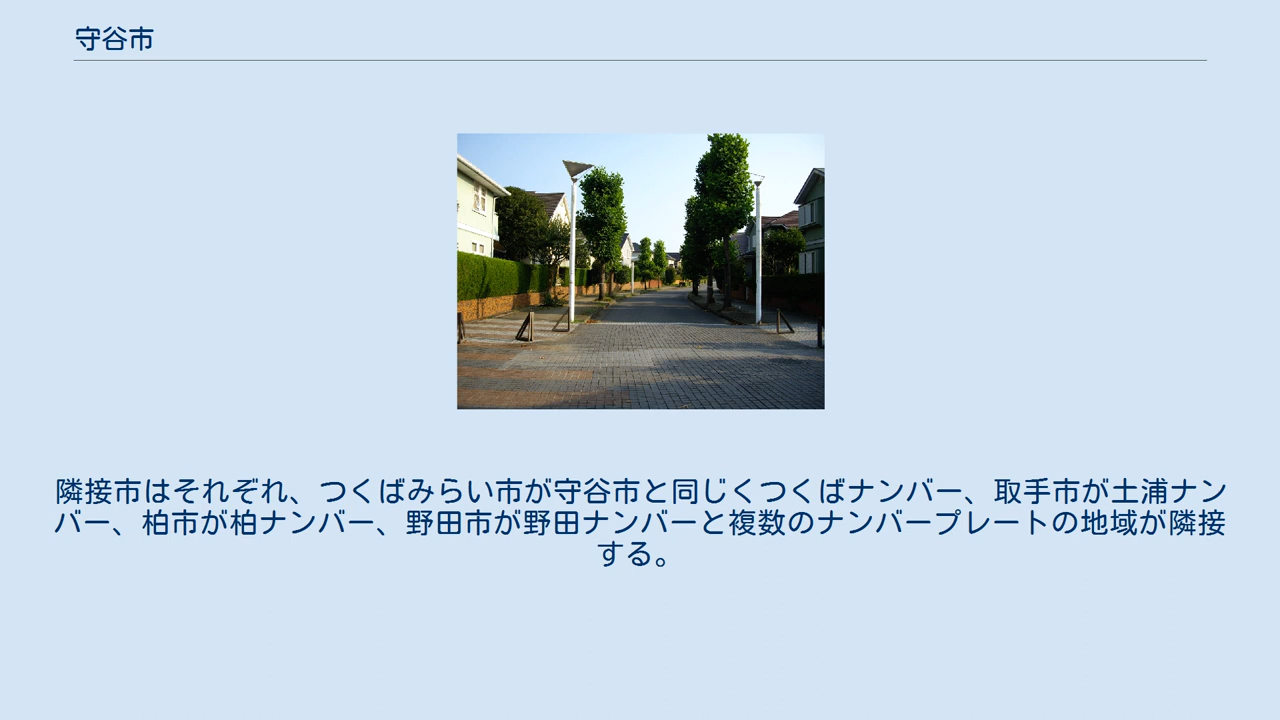 守谷市
隣接市はそれぞれ、つくばみらい市が守谷市と同じくつくばナンバー、取手市が土浦ナン
バー、柏市が柏ナンバー、野田市が野田ナンバーと複数のナンバープレートの地域が隣接
する。